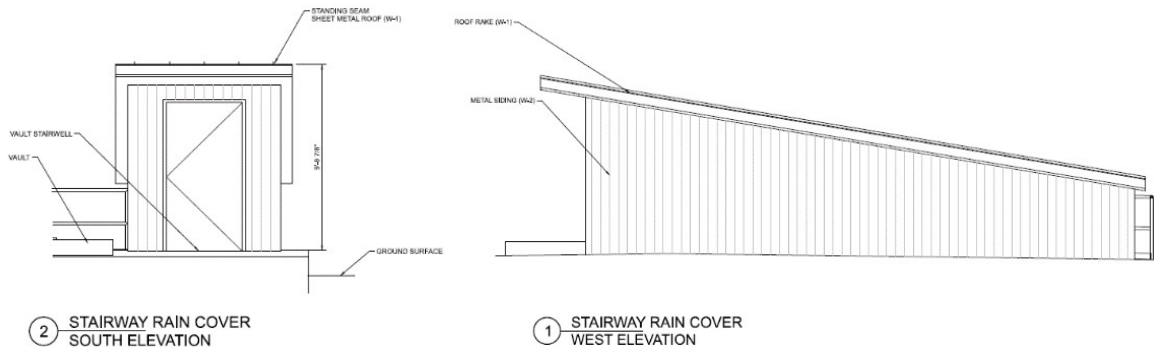 STANDING SEAM
SHEET METAL ROOF (W-1)
VAULT STAIRWELL
VAULT
9'-8 7/8"
GROUND SURFACE
2 STAIRWAY RAIN COVER
SOUTH ELEVATION
ROOF RAKE (W-1)
METAL SIDING (W-2)
1 STAIRWAY RAIN COVER
WEST ELEVATION